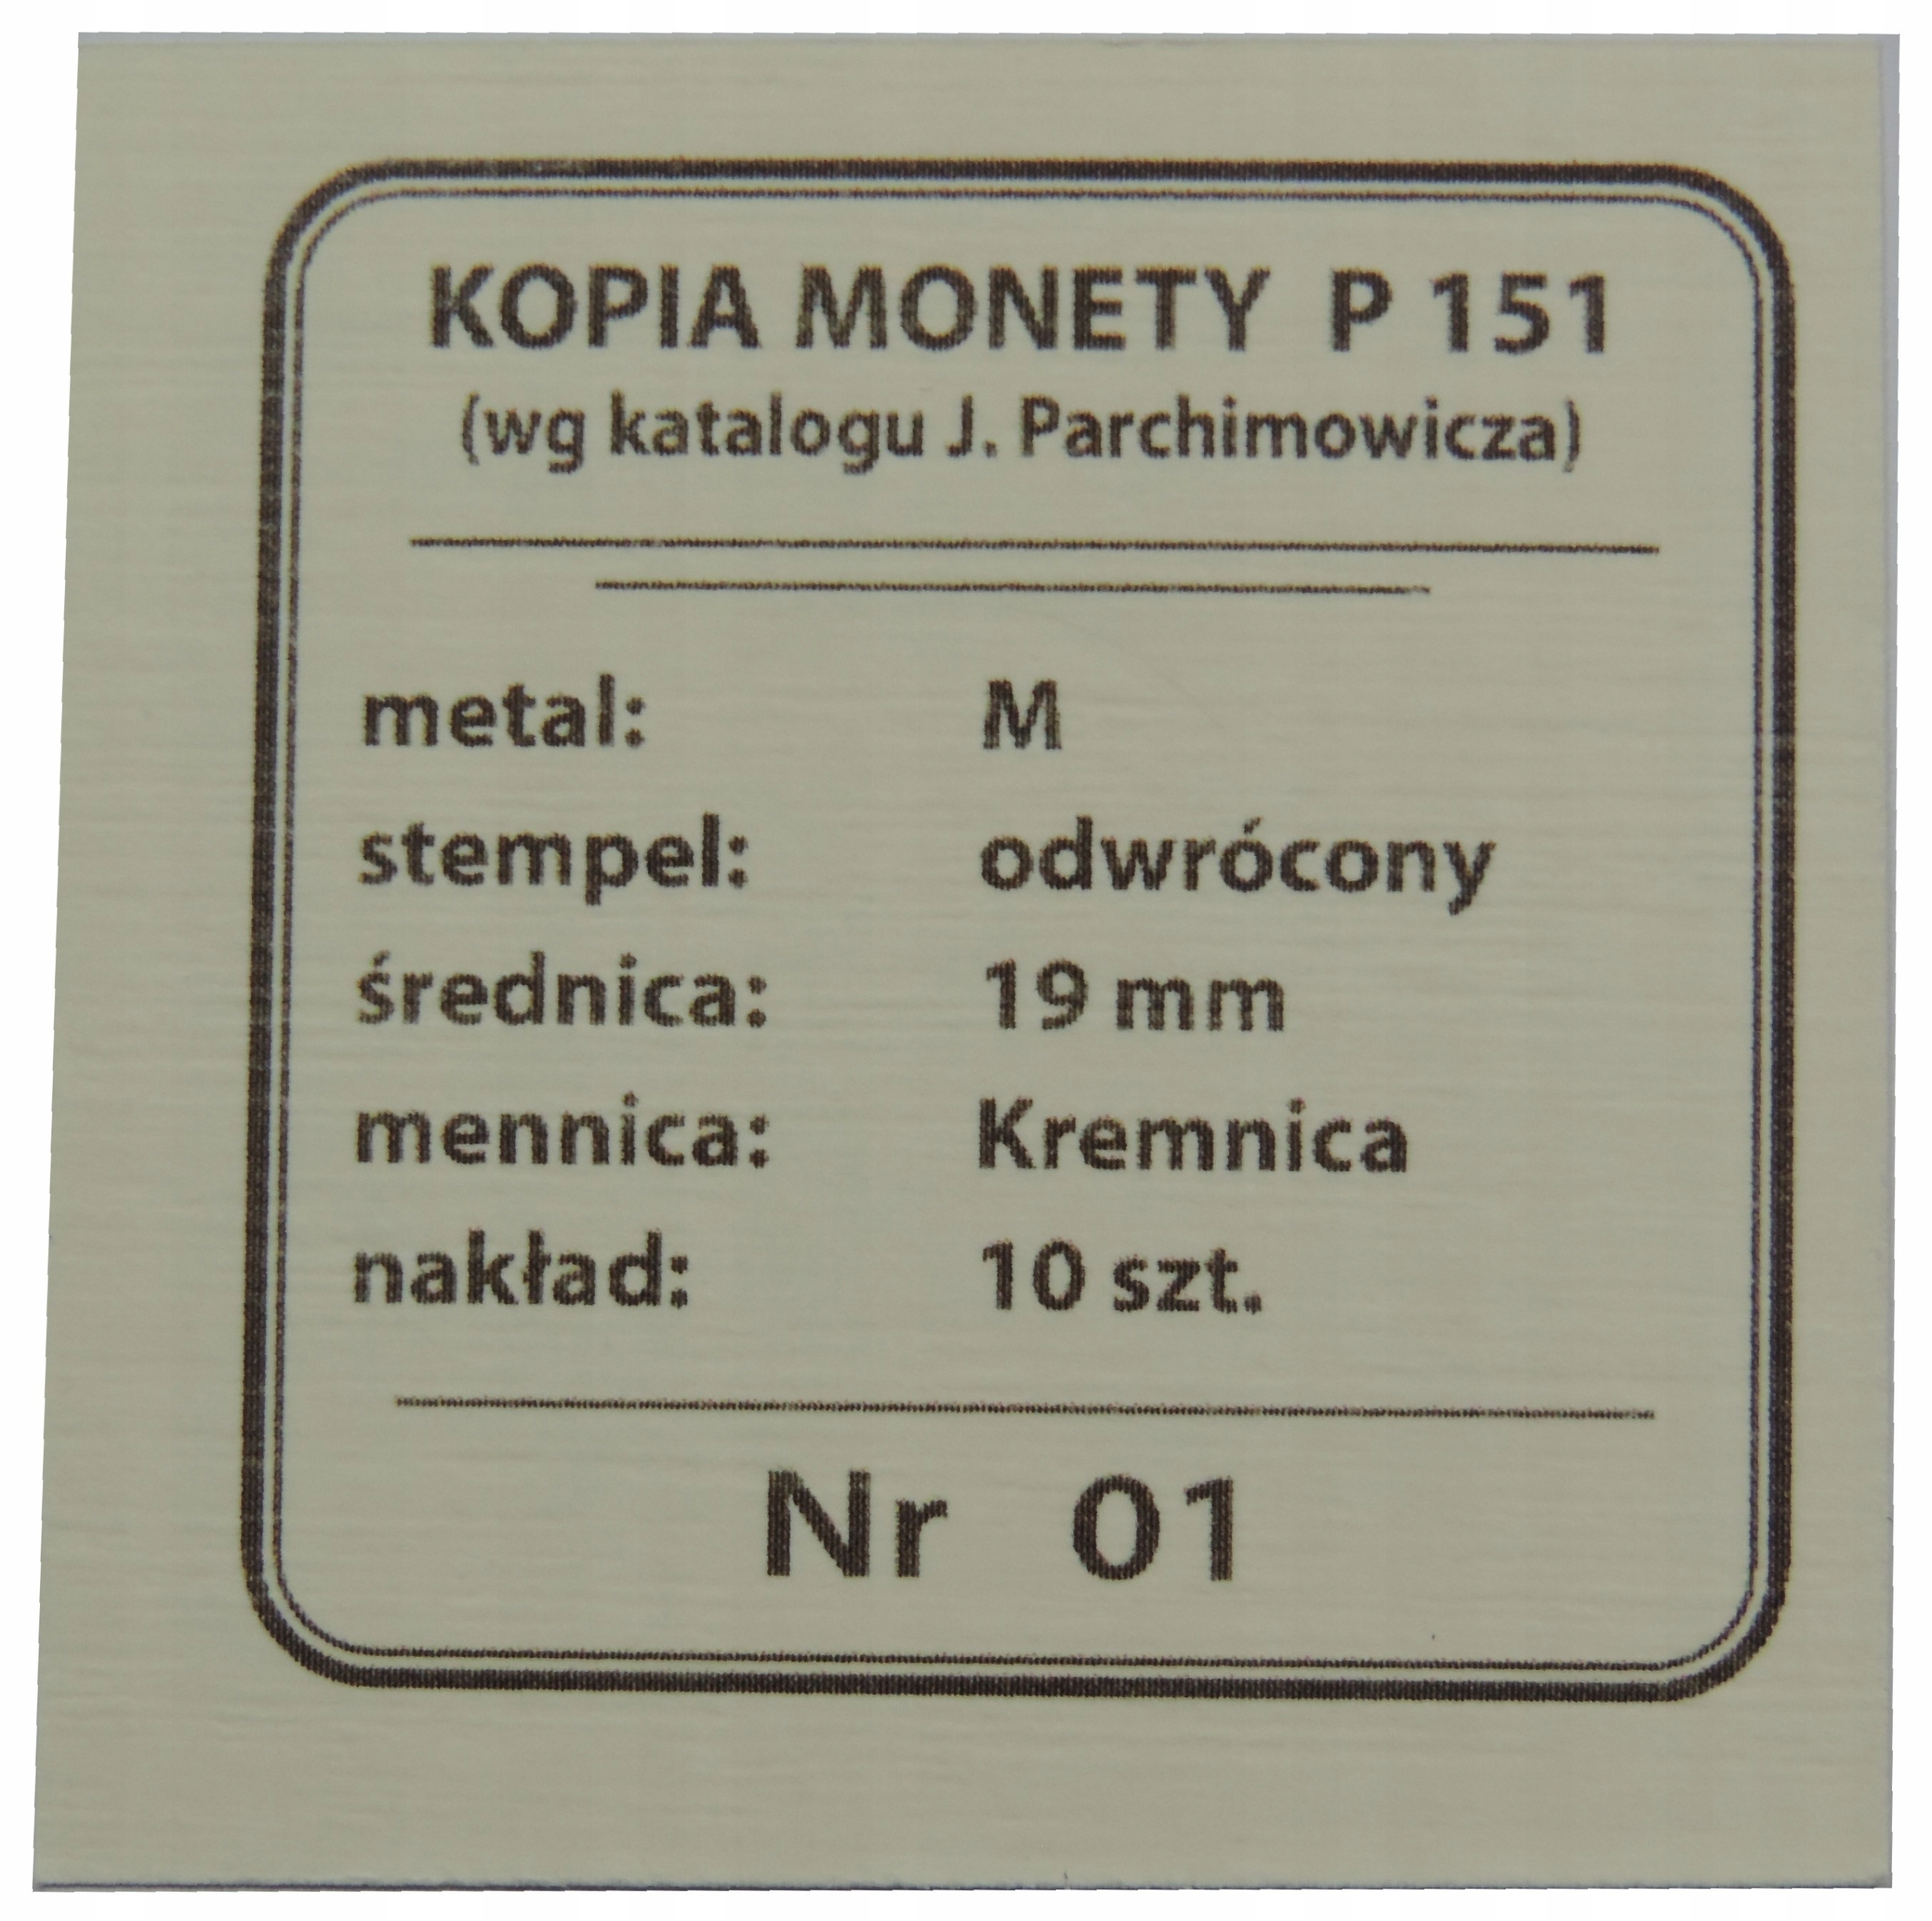 KOPIA MONETY P 151
(wg katalogu J. Parchimowicza)
metal: M
stempel: odwrócony
średnica: 19 mm
mennica: Kremnica
nakład: 10 szt.
Nr 01